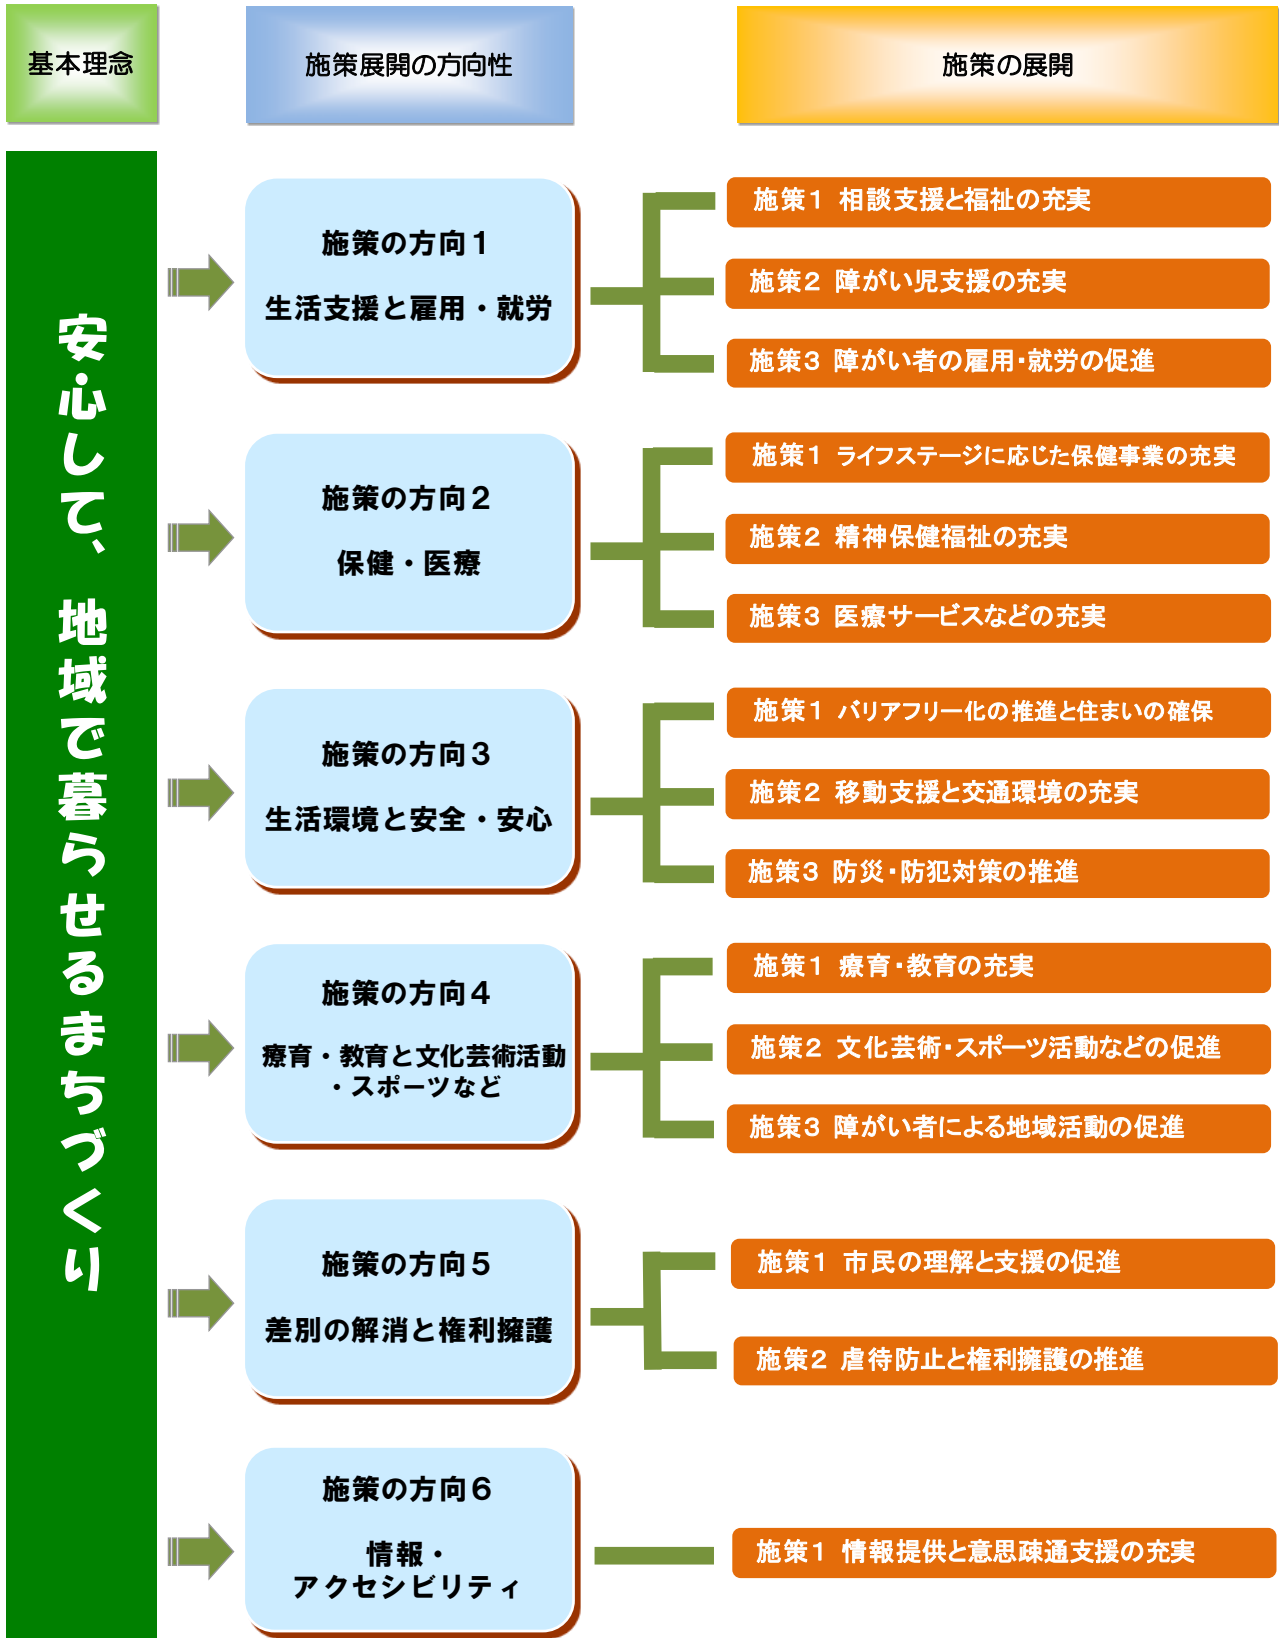 基本理念
施策展開の方向性
施策の展開
安心して、地域で暮らせるまちづくり
施策の方向１
生活支援と雇用・就労
施策１ 相談支援と福祉の充実
施策２ 障がい児支援の充実
施策３ 障がい者の雇用・就労の促進
施策の方向２
保健・医療
施策１ ライフステージに応じた保健事業の充実
施策２ 精神保健福祉の充実
施策３ 医療サービスなどの充実
施策の方向３
生活環境と安全・安心
施策１ バリアフリー化の推進と住まいの確保
施策２ 移動支援と交通環境の充実
施策３ 防災・防犯対策の推進
施策の方向４
療育・教育と文化芸術活動
・スポーツなど
施策１ 療育・教育の充実
施策２ 文化芸術・スポーツ活動などの促進
施策３ 障がい者による地域活動の促進
施策の方向５
差別の解消と権利擁護
施策１ 市民の理解と支援の促進
施策２ 虐待防止と権利擁護の推進
施策の方向６
情報・
アクセシビリティ
施策１ 情報提供と意思疎通支援の充実